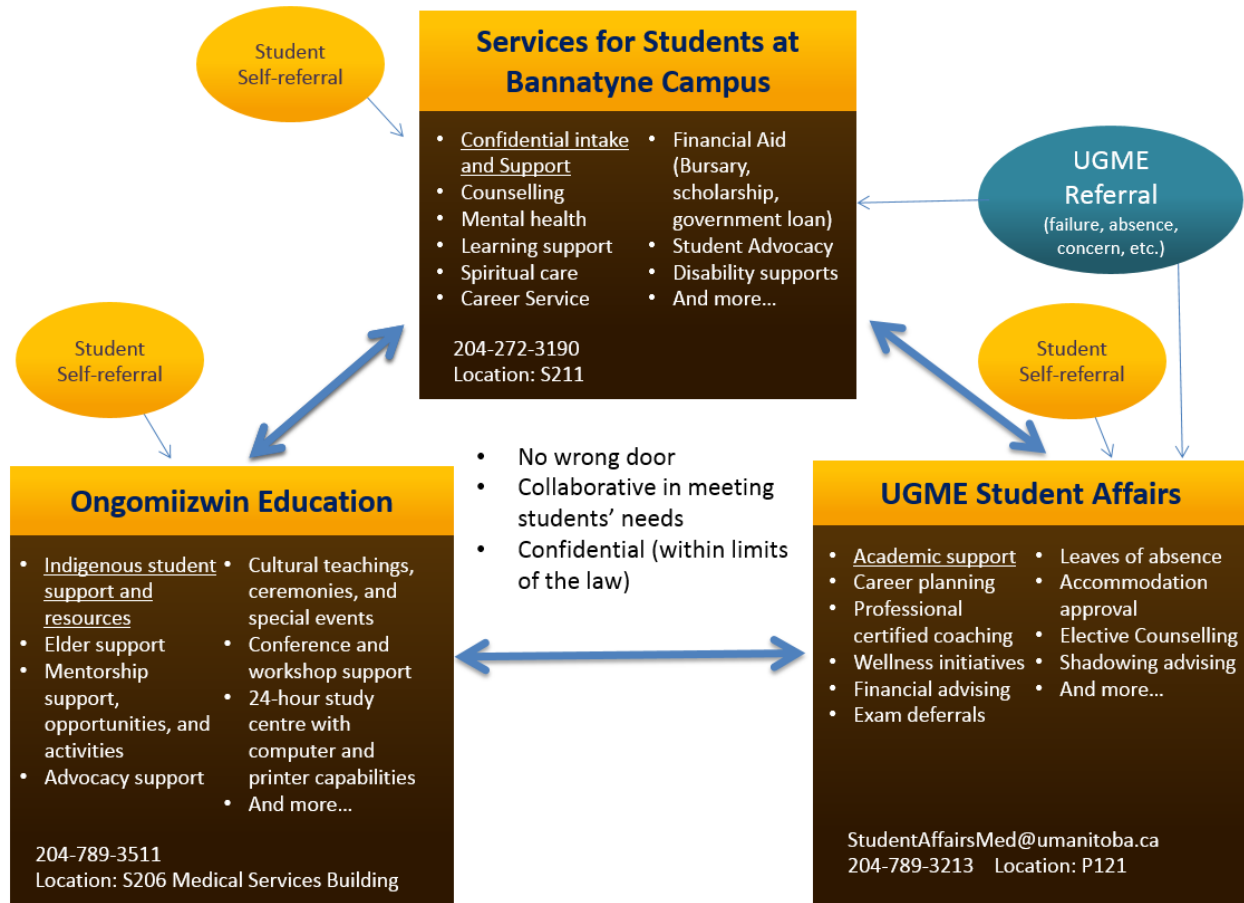 Student
Self-referral
Services for Students at
Bannatyne Campus
• Confidential intake
and Support
• Counselling
• Mental health
• Learning support
• Spiritual care
• Career Service
• Financial Aid
(Bursary,
scholarship,
government loan)
• Student Advocacy
• Disability supports
• And more…
204-272-3190
Location: S211
UGME
Referral
(failure, absence,
concern, etc.)
Student
Self-referral
Student
Self-referral
• No wrong door
• Collaborative in meeting
students’ needs
• Confidential (within limits
of the law)
Ongomiizwin Education
• Indigenous student
support and
resources
• Elder support
• Mentorship
support,
opportunities, and
activities
• Advocacy support
• Cultural teachings,
ceremonies, and
special events
• Conference and
workshop support
• 24-hour study
centre with
computer and
printer capabilities
• And more…
204-789-3511
Location: S206 Medical Services Building
UGME Student Affairs
• Academic support
• Career planning
• Professional
certified coaching
• Wellness initiatives
• Financial advising
• Exam deferrals
• Leaves of absence
• Accommodation
approval
• Elective Counselling
• Shadowing advising
• And more…
StudentAffairsMed@umanitoba.ca
204-789-3213 Location: P121